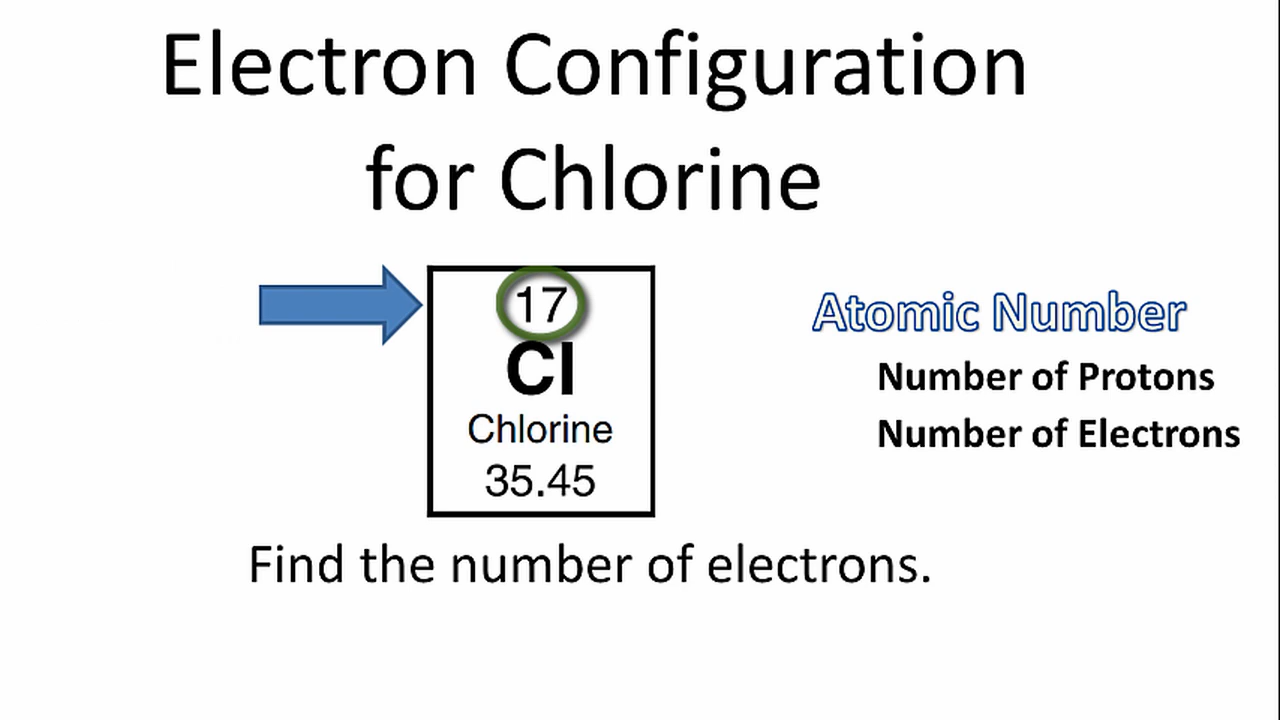 Electron Configuration
for Chlorine
17
Cl
Chlorine
35.45
Atomic Number
Number of Protons
Number of Electrons
Find the number of electrons.